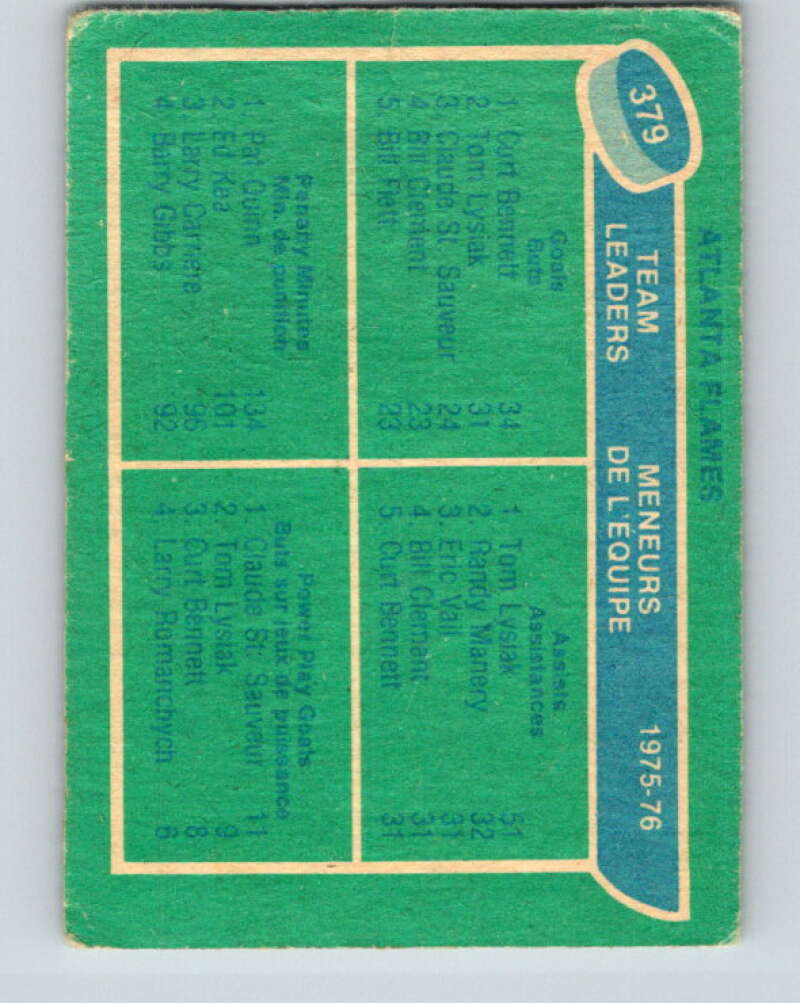 ATLANTA FLAMES
379
TEAM LEADERS
MENEURS DE L'ÉQUIPE
1975-76
Goals
Buts
1. Curt Bennett 34
2. Tom Lysiak 31
3. Claude St. Sauveur 24
4. Bill Clement 23
5. Bill Flett 23
Assists
Assistances
1. Tom Lysiak 51
2. Randy Manery 32
3. Eric Vail 31
4. Bill Clement 31
5. Curt Bennett 31
Penalty Minutes
Min. de punition
1. Pat Quinn 134
2. Ed Kea 101
3. Larry Carriere 96
4. Barry Gibbs 92
Power Play Goals
Buts sur jeux de puissance
1. Claude St. Sauveur 11
2. Tom Lysiak 9
3. Curt Bennett 8
4. Larry Romanchych 6